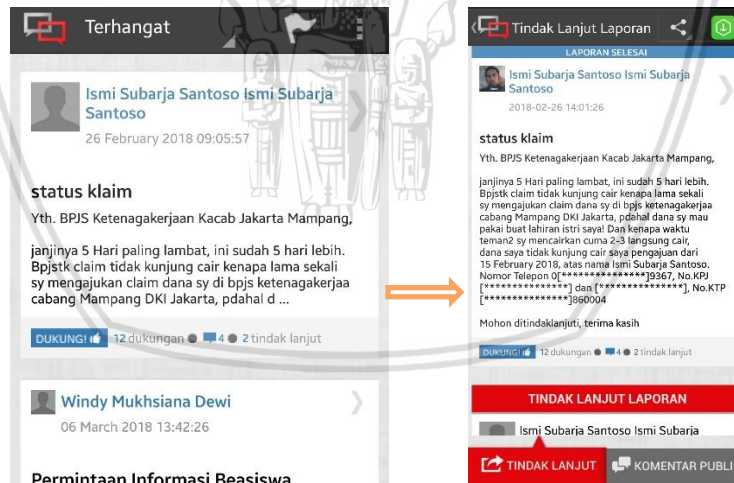 Terhangat
Ismi Subarja Santoso Ismi Subarja
Santoso
26 February 2018 09:05:57
status klaim
Yth. BPJS Ketenagakerjaan Kacab Jakarta Mampang,
janjinya 5 Hari paling lambat, ini sudah 5 hari lebih.
Bpjstk claim tidak kunjung cair kenapa lama sekali
sy mengajukan claim dana sy di bpjs ketenagakerjaa
cabang Mampang DKI Jakarta, pdahal d ...
DUKUNG! 12 dukungan 4 2 tindak lanjut
Windy Mukhsiana Dewi
06 March 2018 13:42:26
Permintaan Informasi Beasiswa
Tindak Lanjut Laporan
LAPORAN SELESAI
Ismi Subarja Santoso Ismi Subarja
Santoso
2018-02-26 14:01:26
status klaim
Yth. BPJS Ketenagakerjaan Kacab Jakarta Mampang,
janjinya 5 Hari paling lambat, ini sudah 5 hari lebih.
Bpjstk claim tidak kunjung cair kenapa lama sekali
sy mengajukan claim dana sy di bpjs ketenagakerjaa
cabang Mampang DKI Jakarta, pdahal dana sy mau
pakai buat lahiran istri saya! Dan kenapa waktu
teman2 sy mencairkan cuma 2-3 langsung cair,
dana saya tidak kunjung cair saya pengajuan dari
15 February 2018, atas nama Ismi Subarja Santoso.
Nomor Telepon 0[***************]9367, No.KPJ
[***************] dan [***************], No.KTP
[***************]860004
Mohon ditindaklanjuti, terima kasih
DUKUNG! 12 dukungan 4 2 tindak lanjut
TINDAK LANJUT LAPORAN
Ismi Subarja Santoso Ismi Subarja
TINDAK LANJUT KOMENTAR PUBLI